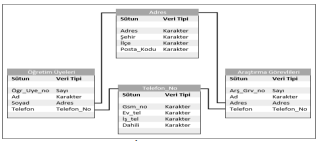 Adres
Sütun Veri Tipi
Adres Karakter
Şehir Karakter
İlçe Karakter
Posta_Kodu Karakter
Öğretim Üyeleri
Sütun Veri Tipi
Ögr_Uye_no Sayı
Ad Karakter
Soyad Adres
Telefon Telefon_No
Telefon_No
Sütun Veri Tipi
Gsm_no Karakter
Ev_tel Karakter
İş_tel Karakter
Dahili Karakter
Araştırma Görevlileri
Sütun Veri Tipi
Arş_Grv_no Sayı
Ad Karakter
Adres Adres
Telefon Telefon_No